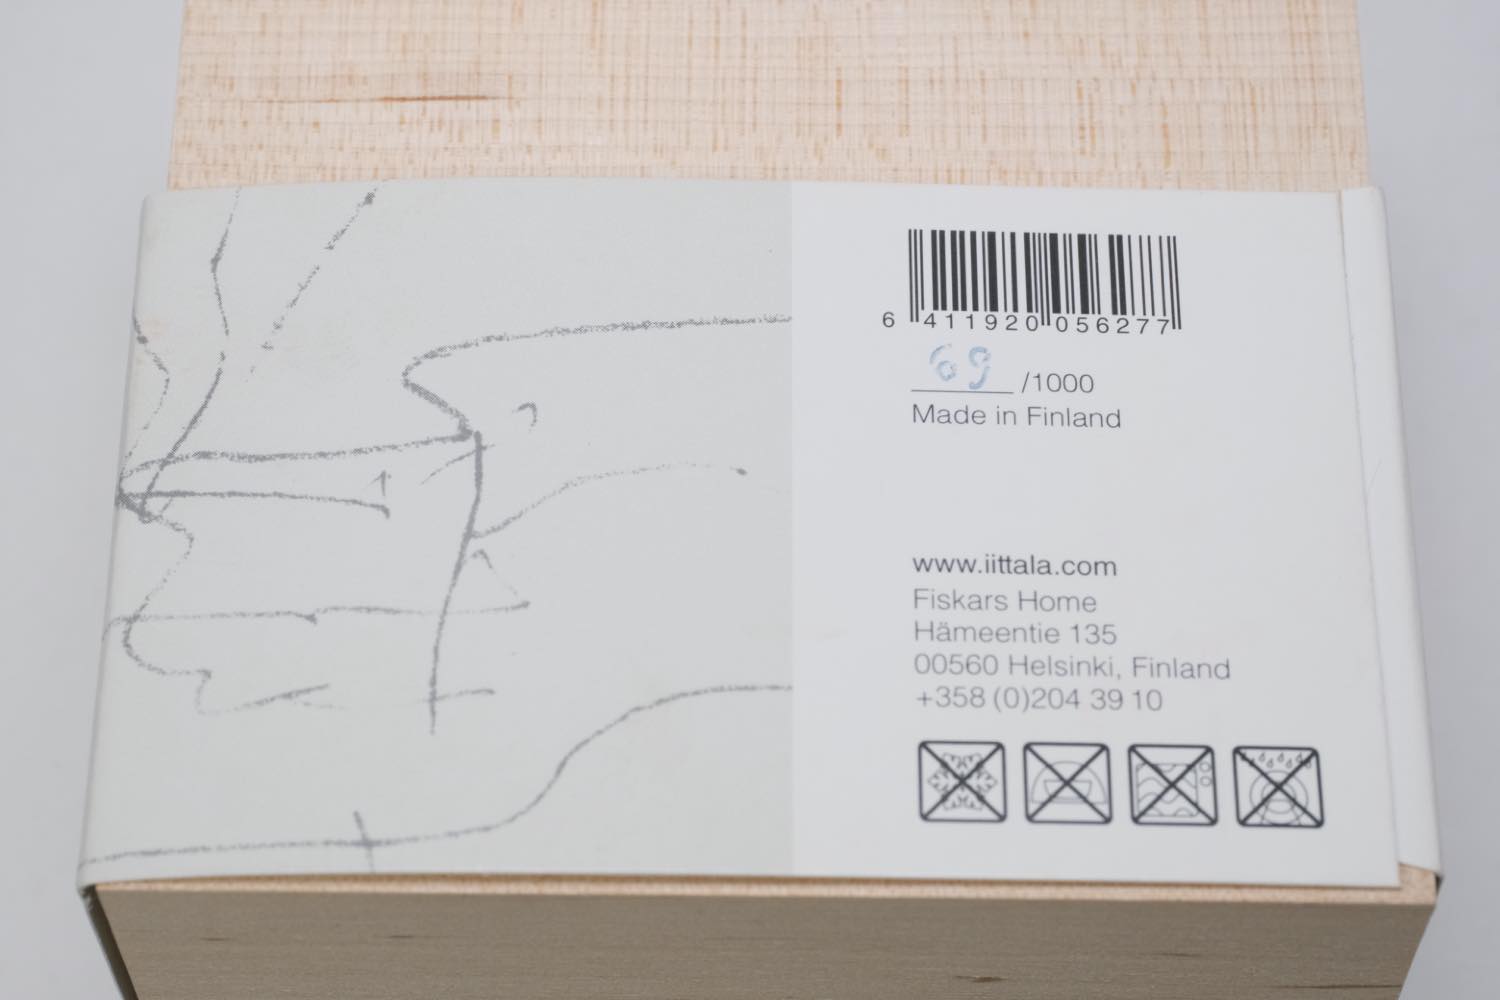 6 411920 056277
69 /1000
Made in Finland
www.iittala.com
Fiskars Home
Hämeentie 135
00560 Helsinki, Finland
+358 (0)204 39 10